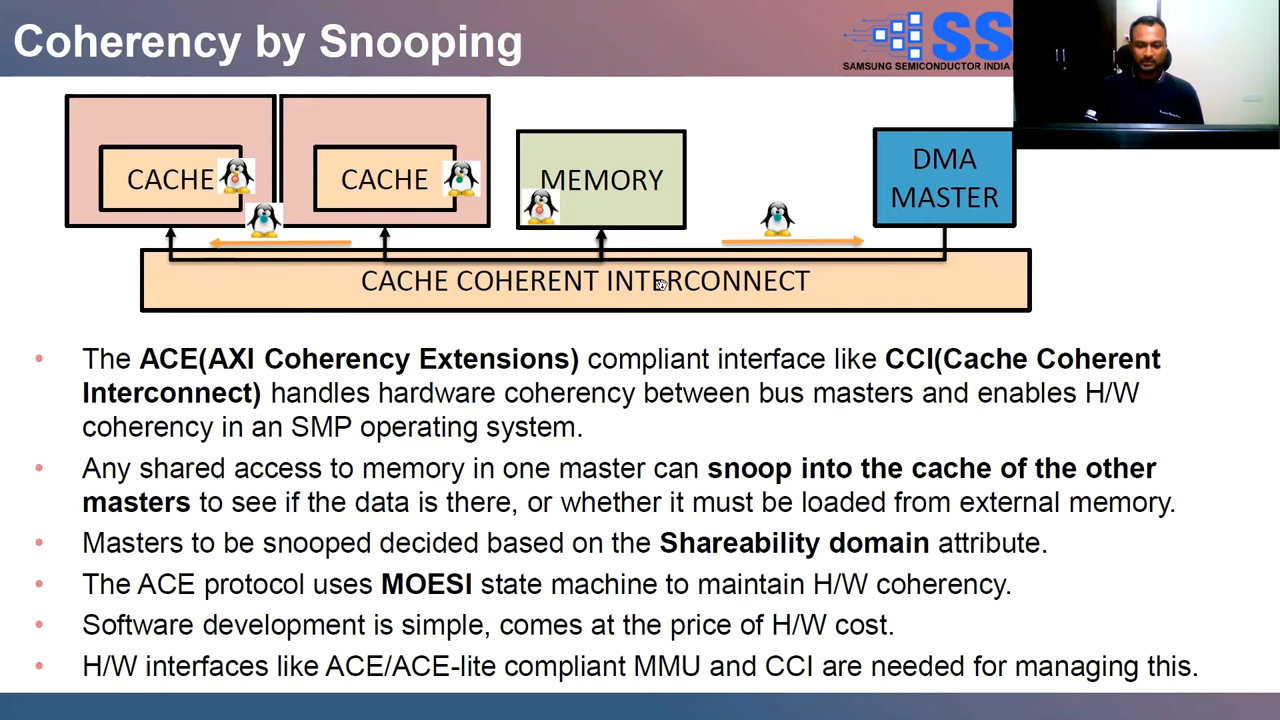 Coherency by Snooping
SS
SAMSUNG SEMICONDUCTOR INDIA
CACHE
CACHE
MEMORY
DMA
MASTER
CACHE COHERENT INTERCONNECT
• The ACE(AXI Coherency Extensions) compliant interface like CCI(Cache Coherent
Interconnect) handles hardware coherency between bus masters and enables H/W
coherency in an SMP operating system.
• Any shared access to memory in one master can snoop into the cache of the other
masters to see if the data is there, or whether it must be loaded from external memory.
• Masters to be snooped decided based on the Shareability domain attribute.
• The ACE protocol uses MOESI state machine to maintain H/W coherency.
• Software development is simple, comes at the price of H/W cost.
• H/W interfaces like ACE/ACE-lite compliant MMU and CCI are needed for managing this.